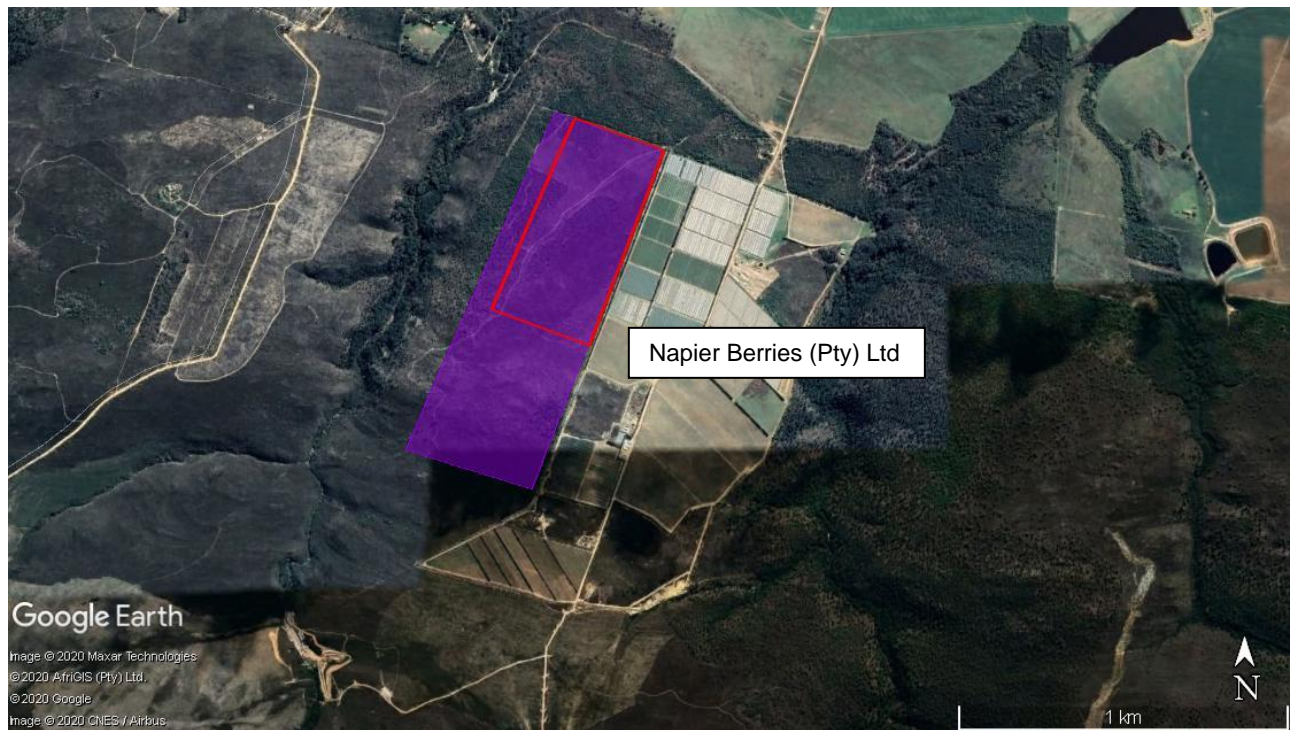 Napier Berries (Pty) Ltd
Google Earth
Image © 2020 Maxar Technologies
© 2020 AfriGIS (Pty) Ltd.
© 2020 Google
Image © 2020 CNES / Airbus
N
1 km